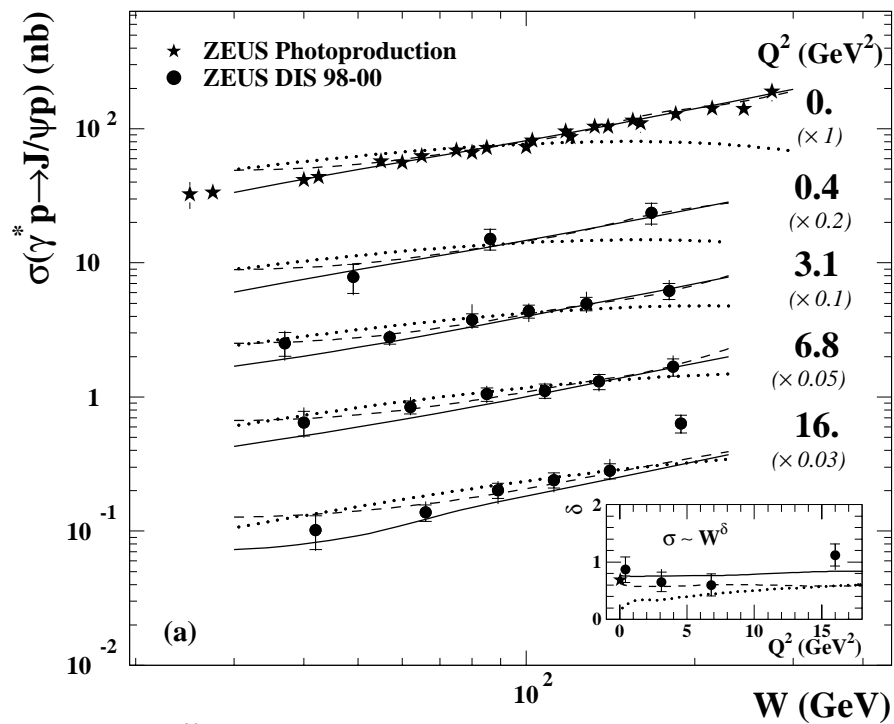 σ(γ* p→J/ψp) (nb)
★ ZEUS Photoproduction
● ZEUS DIS 98-00
Q² (GeV²)
0.
(× 1)
0.4
(× 0.2)
3.1
(× 0.1)
6.8
(× 0.05)
16.
(× 0.03)
10²
10
1
10⁻¹
10⁻²
(a)
δ
2
1
0
σ ~ W^δ
0 5 10 15
Q² (GeV²)
10²
W (GeV)